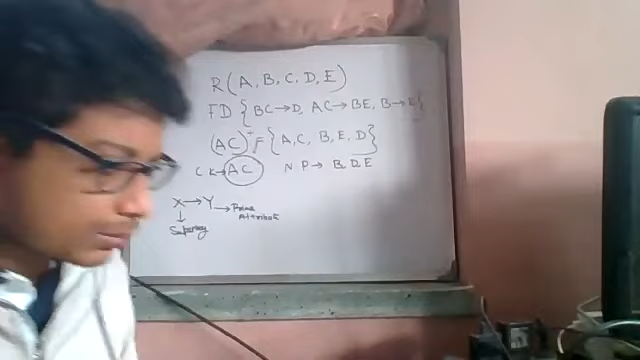 R(A, B, C, D, E)
FD {BC→D, AC→BE, B→E}
(AC)⁺ = {A, C, B, E, D}
CK→AC NP→ B D E
X→Y→Prime Attribute
↓
Superkey